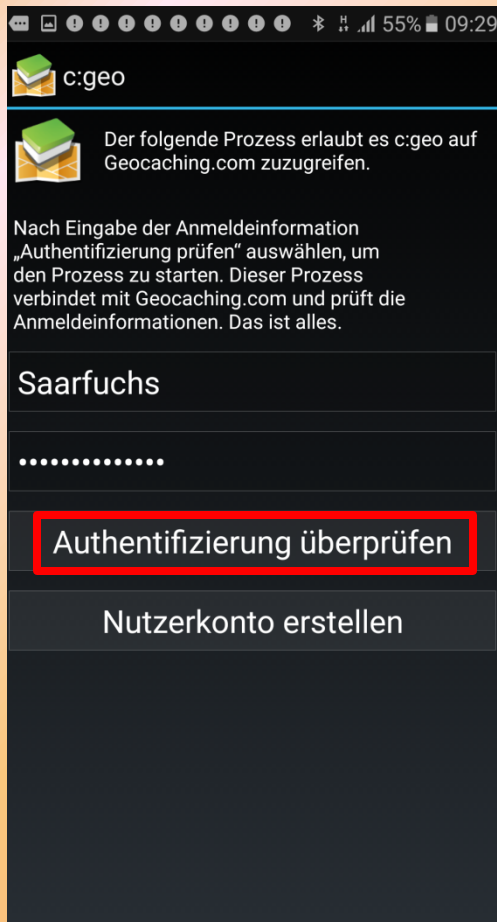 55% 09:29
c:geo
Der folgende Prozess erlaubt es c:geo auf
Geocaching.com zuzugreifen.
Nach Eingabe der Anmeldeinformation
„Authentifizierung prüfen“ auswählen, um
den Prozess zu starten. Dieser Prozess
verbindet mit Geocaching.com und prüft die
Anmeldeinformationen. Das ist alles.
Saarfuchs
••••••••••••••
Authentifizierung überprüfen
Nutzerkonto erstellen